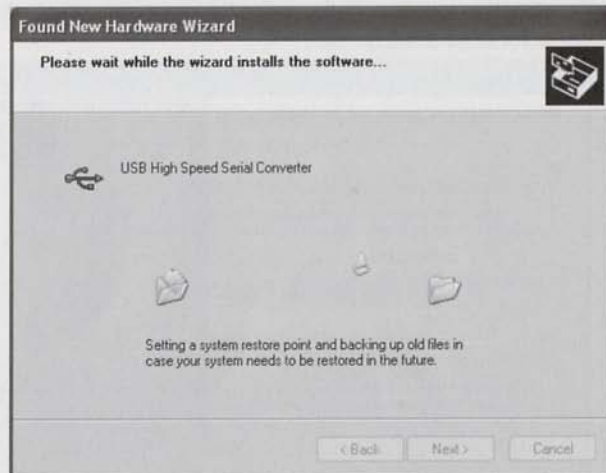 Found New Hardware Wizard
Please wait while the wizard installs the software...
USB High Speed Serial Converter
Setting a system restore point and backing up old files in
case your system needs to be restored in the future.
< Back
Next >
Cancel